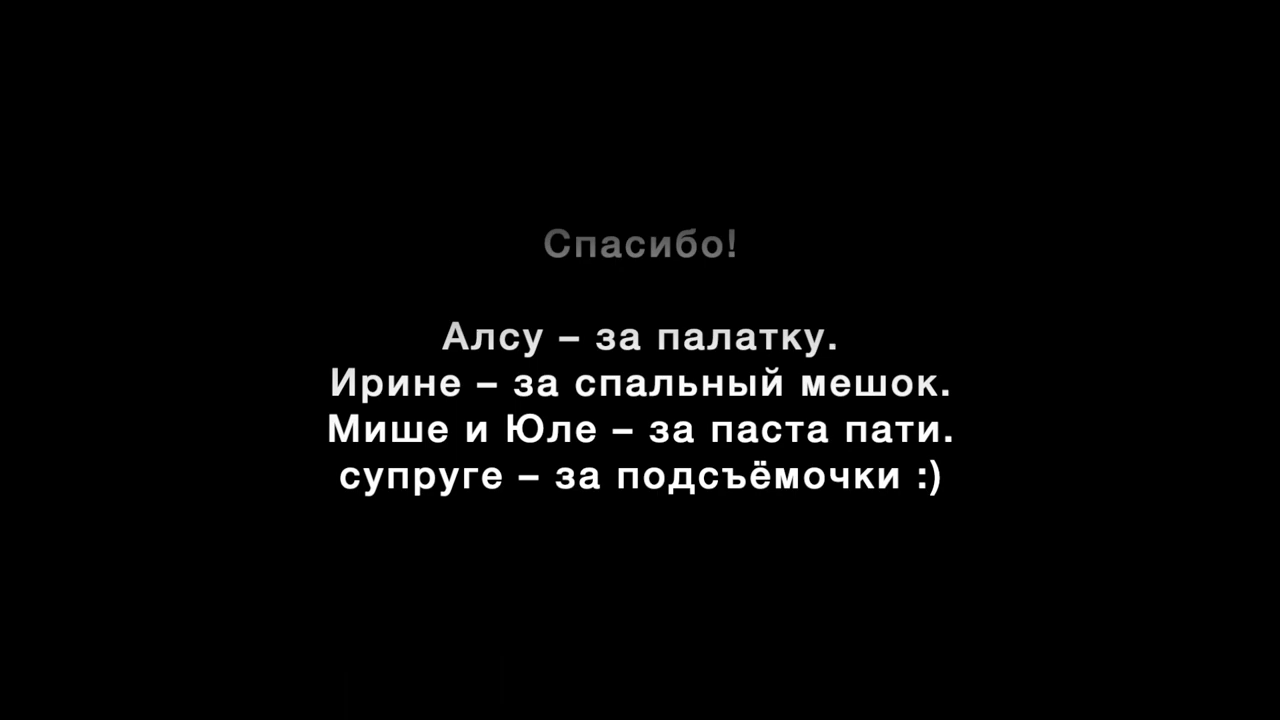 Спасибо!
Алсу – за палатку.
Ирине – за спальный мешок.
Мише и Юле – за паста пати.
супруге – за подсъёмочки :)